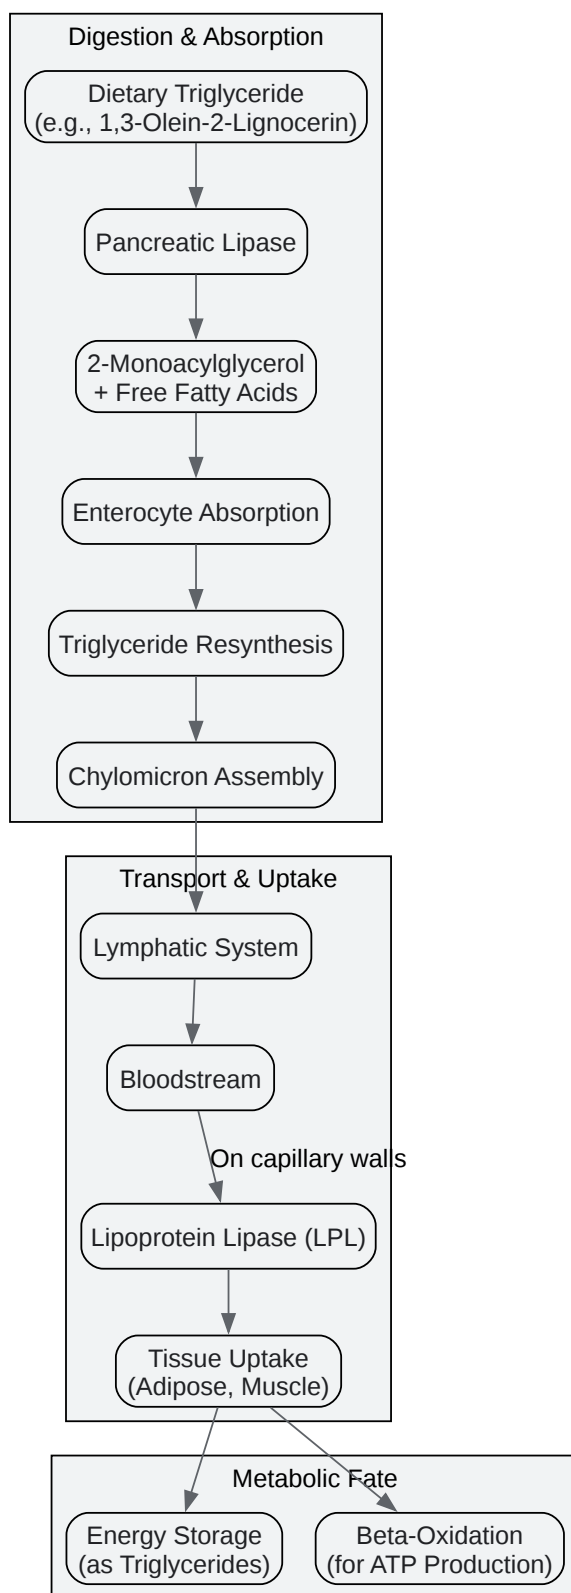 Digestion & Absorption
Dietary Triglyceride
(e.g., 1,3-Olein-2-Lignocerin)
Pancreatic Lipase
2-Monoacylglycerol
+ Free Fatty Acids
Enterocyte Absorption
Triglyceride Resynthesis
Chylomicron Assembly
Transport & Uptake
Lymphatic System
Bloodstream
On capillary walls
Lipoprotein Lipase (LPL)
Tissue Uptake
(Adipose, Muscle)
Metabolic Fate
Energy Storage
(as Triglycerides)
Beta-Oxidation
(for ATP Production)